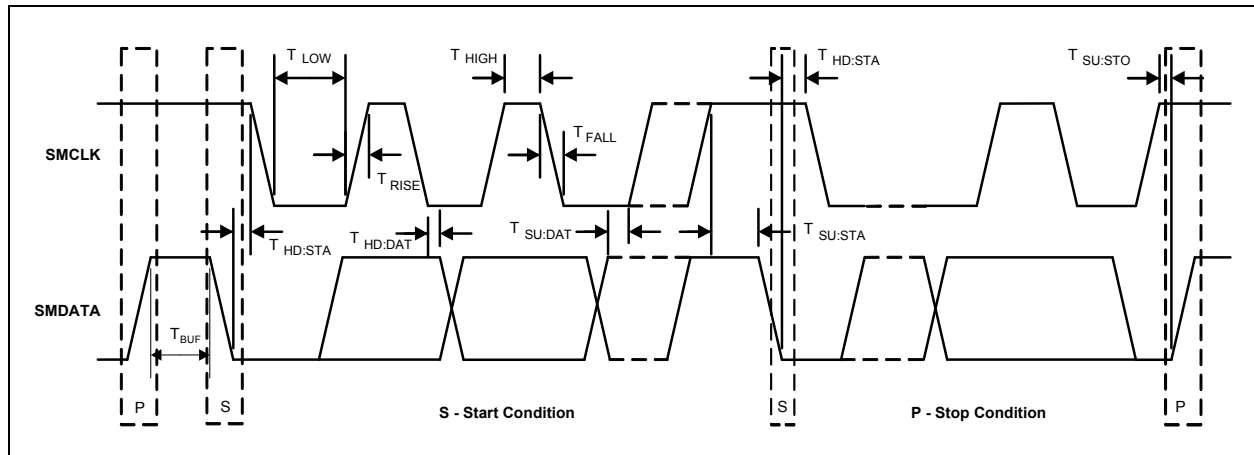 T LOW
T HIGH
T HD:STA
T SU:STO
SMCLK
T FALL
T RISE
T HD:STA
T HD:DAT
T SU:DAT
T SU:STA
SMDATA
T BUF
P
S
S - Start Condition
S
P - Stop Condition
P